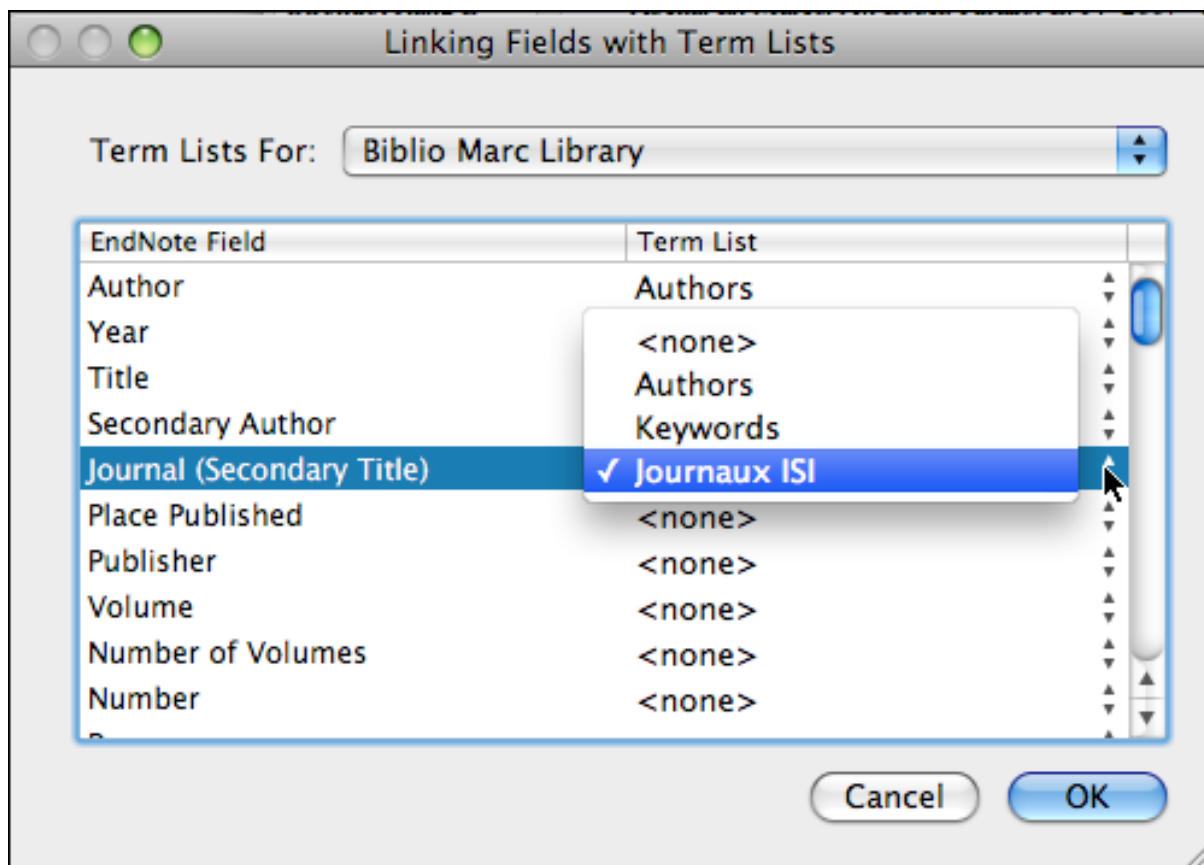 Linking Fields with Term Lists
Term Lists For: Biblio Marc Library
EndNote Field Term List
Author Authors
Year <none>
Title Authors
Secondary Author Keywords
Journal (Secondary Title) ✓ Journaux ISI
Place Published <none>
Publisher <none>
Volume <none>
Number of Volumes <none>
Number <none>
Cancel OK